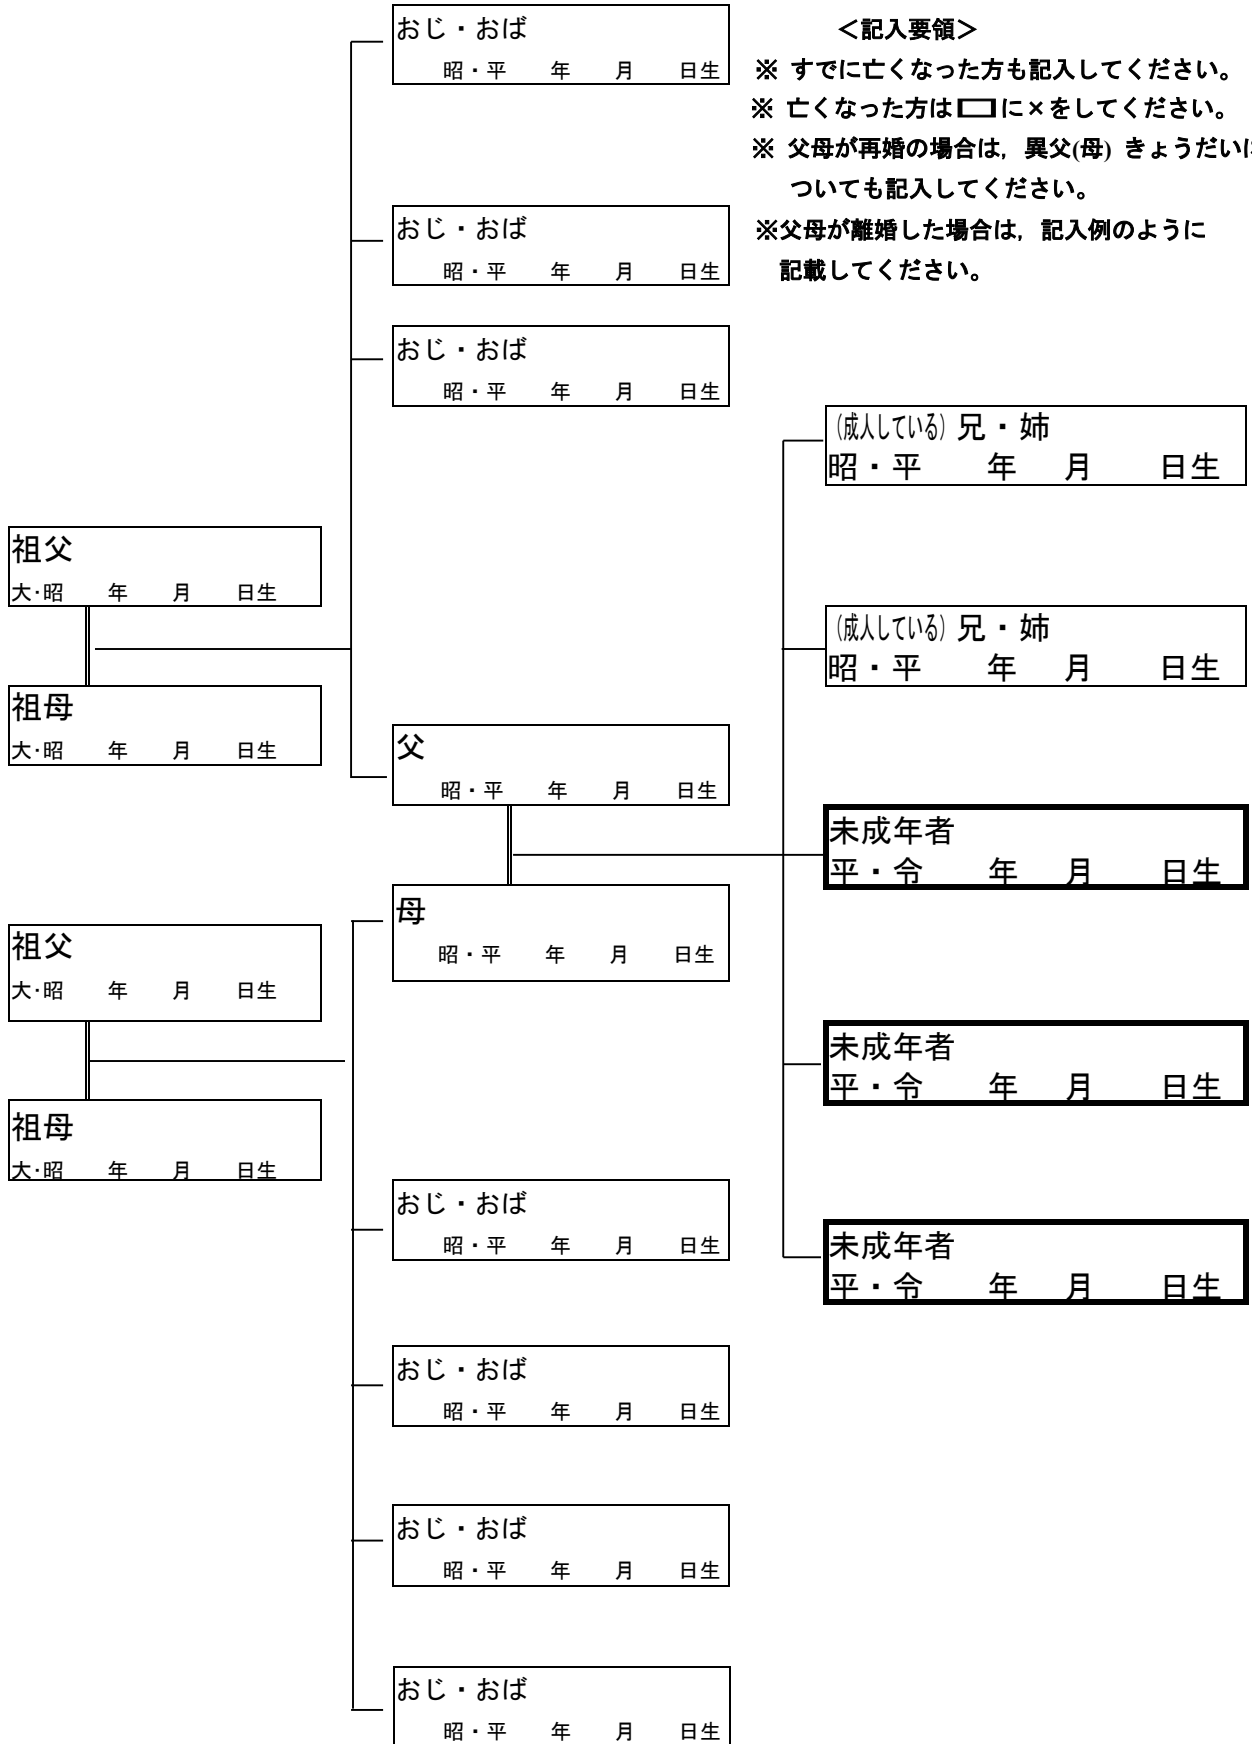 おじ・おば
昭・平 年 月 日生
<記入要領>
※ すでに亡くなった方も記入してください。
※ 亡くなった方は に×をしてください。
※ 父母が再婚の場合は，異父(母) きょうだいに
ついても記入してください。
※父母が離婚した場合は，記入例のように
記載してください。
おじ・おば
昭・平 年 月 日生
おじ・おば
昭・平 年 月 日生
(成人している) 兄・姉
昭・平 年 月 日生
祖父
大・昭 年 月 日生
(成人している) 兄・姉
昭・平 年 月 日生
祖母
大・昭 年 月 日生
父
昭・平 年 月 日生
未成年者
平・令 年 月 日生
母
昭・平 年 月 日生
祖父
大・昭 年 月 日生
未成年者
平・令 年 月 日生
祖母
大・昭 年 月 日生
おじ・おば
昭・平 年 月 日生
未成年者
平・令 年 月 日生
おじ・おば
昭・平 年 月 日生
おじ・おば
昭・平 年 月 日生
おじ・おば
昭・平 年 月 日生